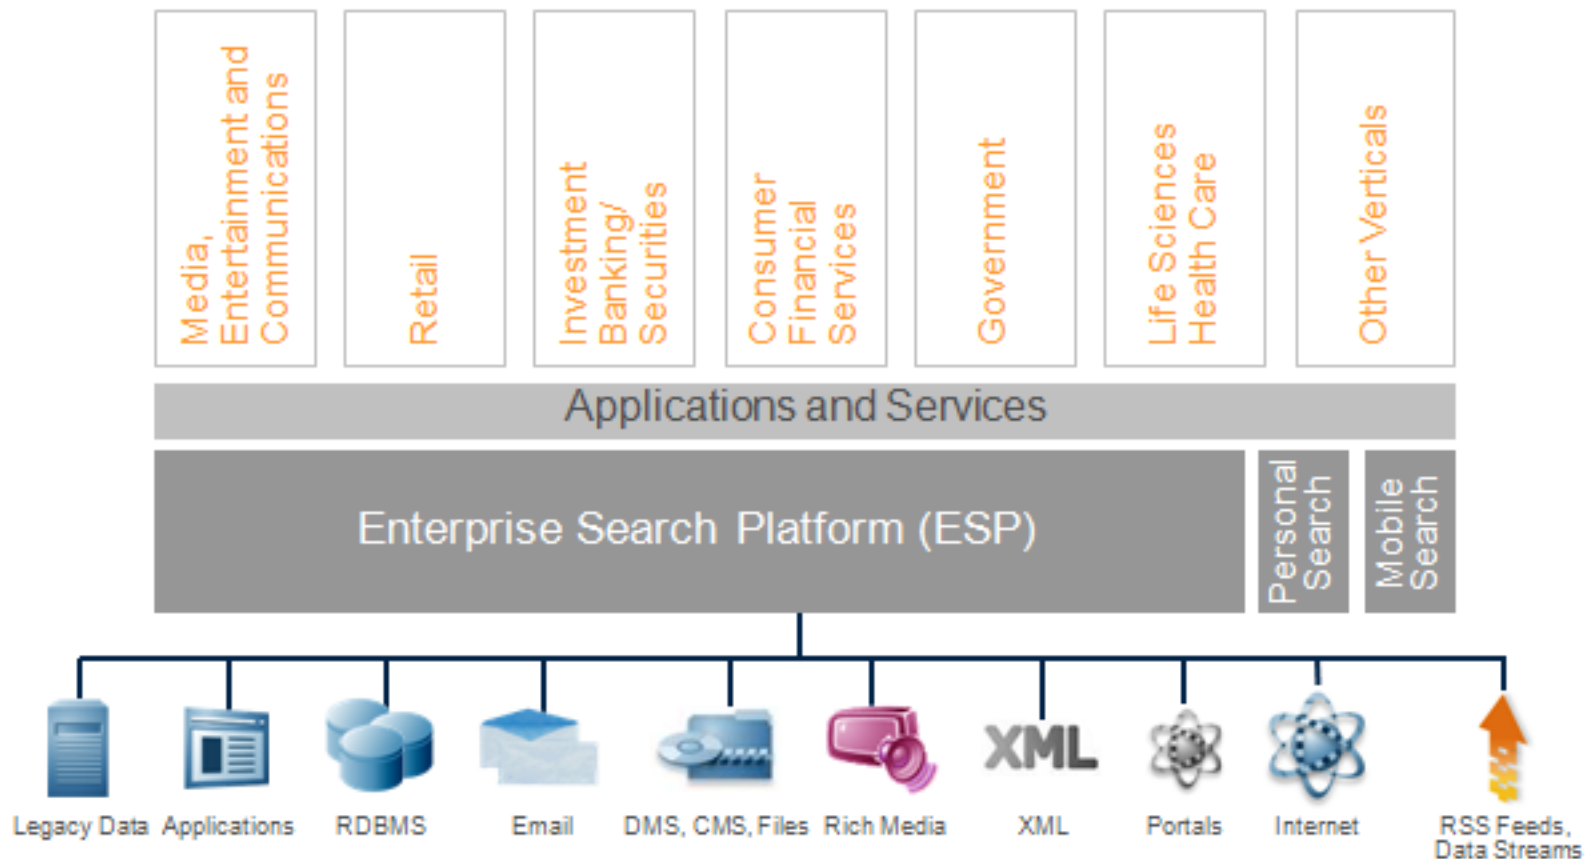 Media,
Entertainment and
Communications
Retail
Investment
Banking/
Securities
Consumer
Financial
Services
Government
Life Sciences
Health Care
Other Verticals
Applications and Services
Enterprise Search Platform (ESP)
Personal
Search
Mobile
Search
XML
Legacy Data
Applications
RDBMS
Email
DMS, CMS, Files
Rich Media
XML
Portals
Internet
RSS Feeds,
Data Streams